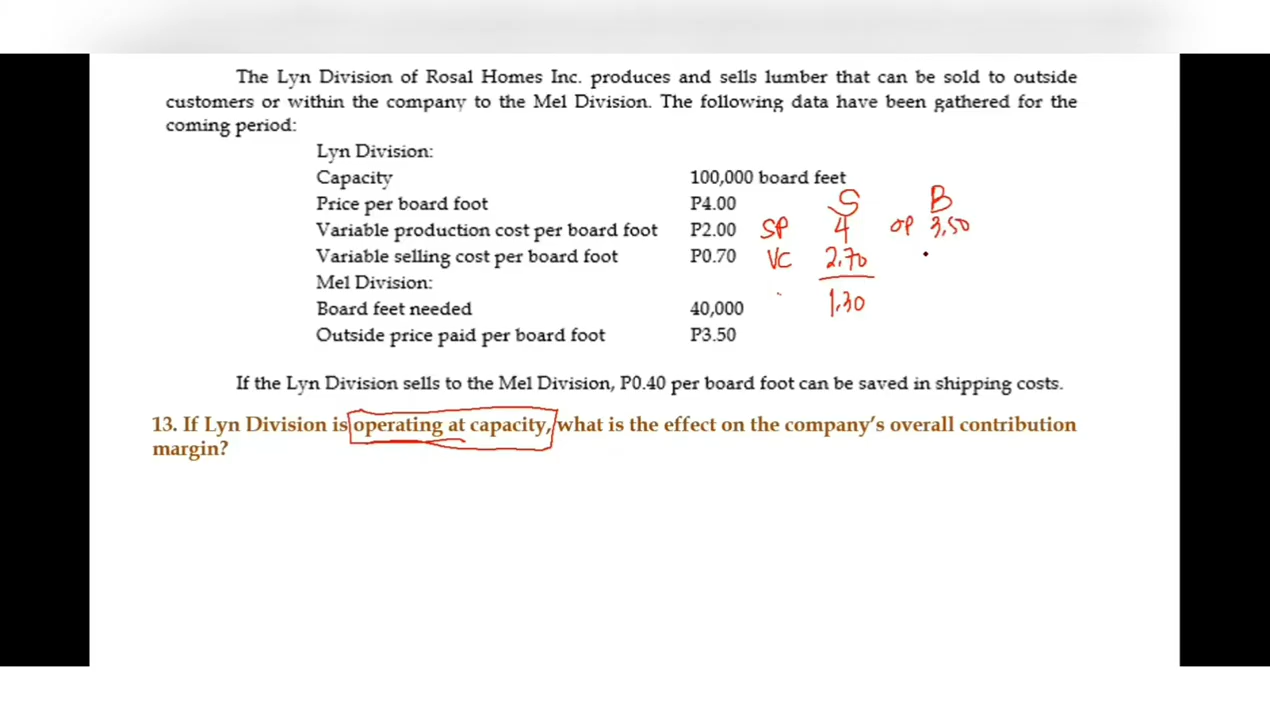 The Lyn Division of Rosal Homes Inc. produces and sells lumber that can be sold to outside
customers or within the company to the Mel Division. The following data have been gathered for the
coming period:
Lyn Division:
Capacity 100,000 board feet
Price per board foot P4.00 S B
Variable production cost per board foot P2.00 SP 4 OP 3.50
Variable selling cost per board foot P0.70 VC 2.70
Mel Division:
Board feet needed 40,000 1.30
Outside price paid per board foot P3.50
If the Lyn Division sells to the Mel Division, P0.40 per board foot can be saved in shipping costs.
13. If Lyn Division is operating at capacity, what is the effect on the company's overall contribution
margin?